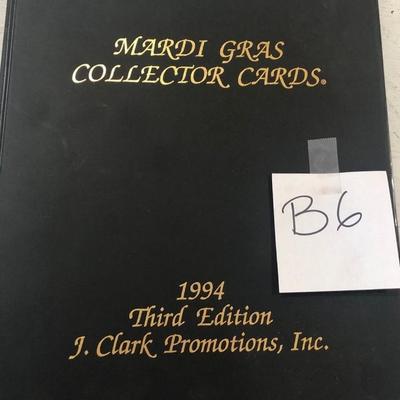 MARDI GRAS
COLLECTOR CARDS®
B6
1994
Third Edition
J. Clark Promotions, Inc.